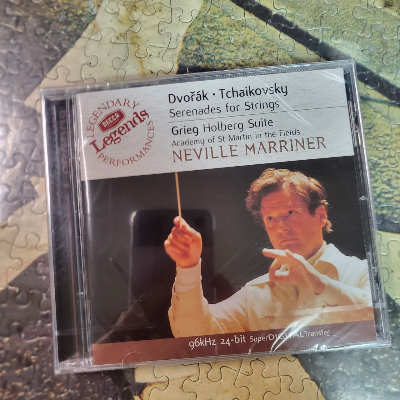 LEGENDARY
DECCA
Legends
PERFORMANCES
Dvořák · Tchaikovsky
Serenades for Strings
Grieg Holberg Suite
Academy of St Martin in the Fields
NEVILLE MARRINER
96kHz 24-bit SuperDIGITALTransfer